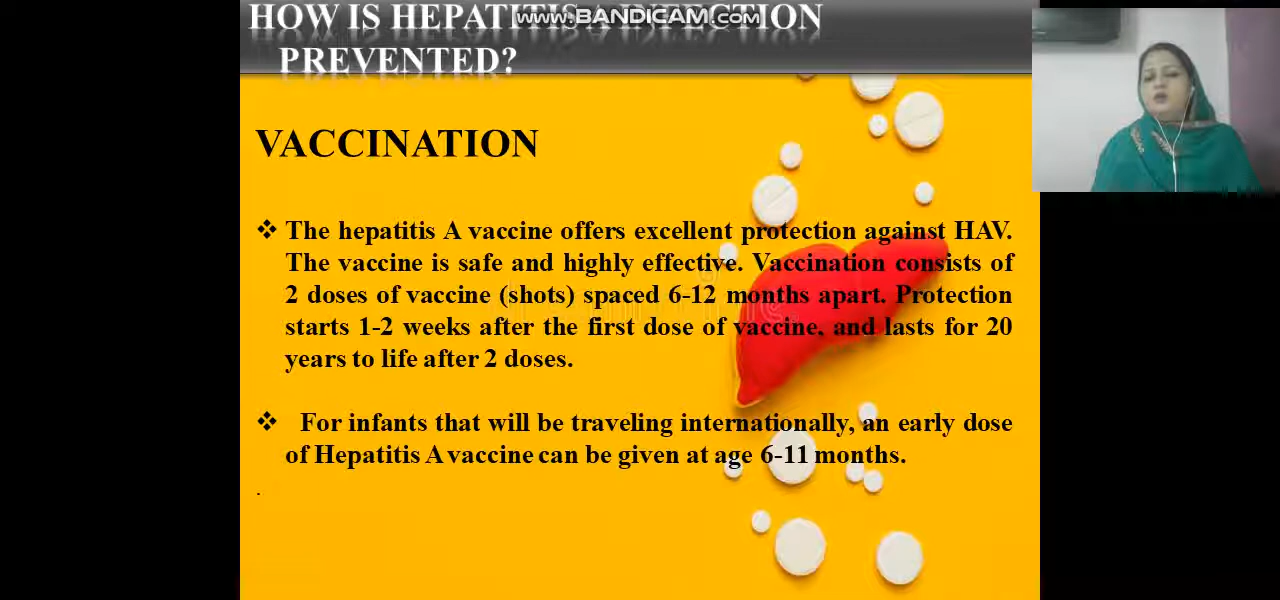 HOW IS HEPATITIS A INFECTION
www.BANDICAM.com
PREVENTED?
VACCINATION
❖ The hepatitis A vaccine offers excellent protection against HAV.
The vaccine is safe and highly effective. Vaccination consists of
2 doses of vaccine (shots) spaced 6-12 months apart. Protection
starts 1-2 weeks after the first dose of vaccine, and lasts for 20
years to life after 2 doses.
❖ For infants that will be traveling internationally, an early dose
of Hepatitis A vaccine can be given at age 6-11 months.
.